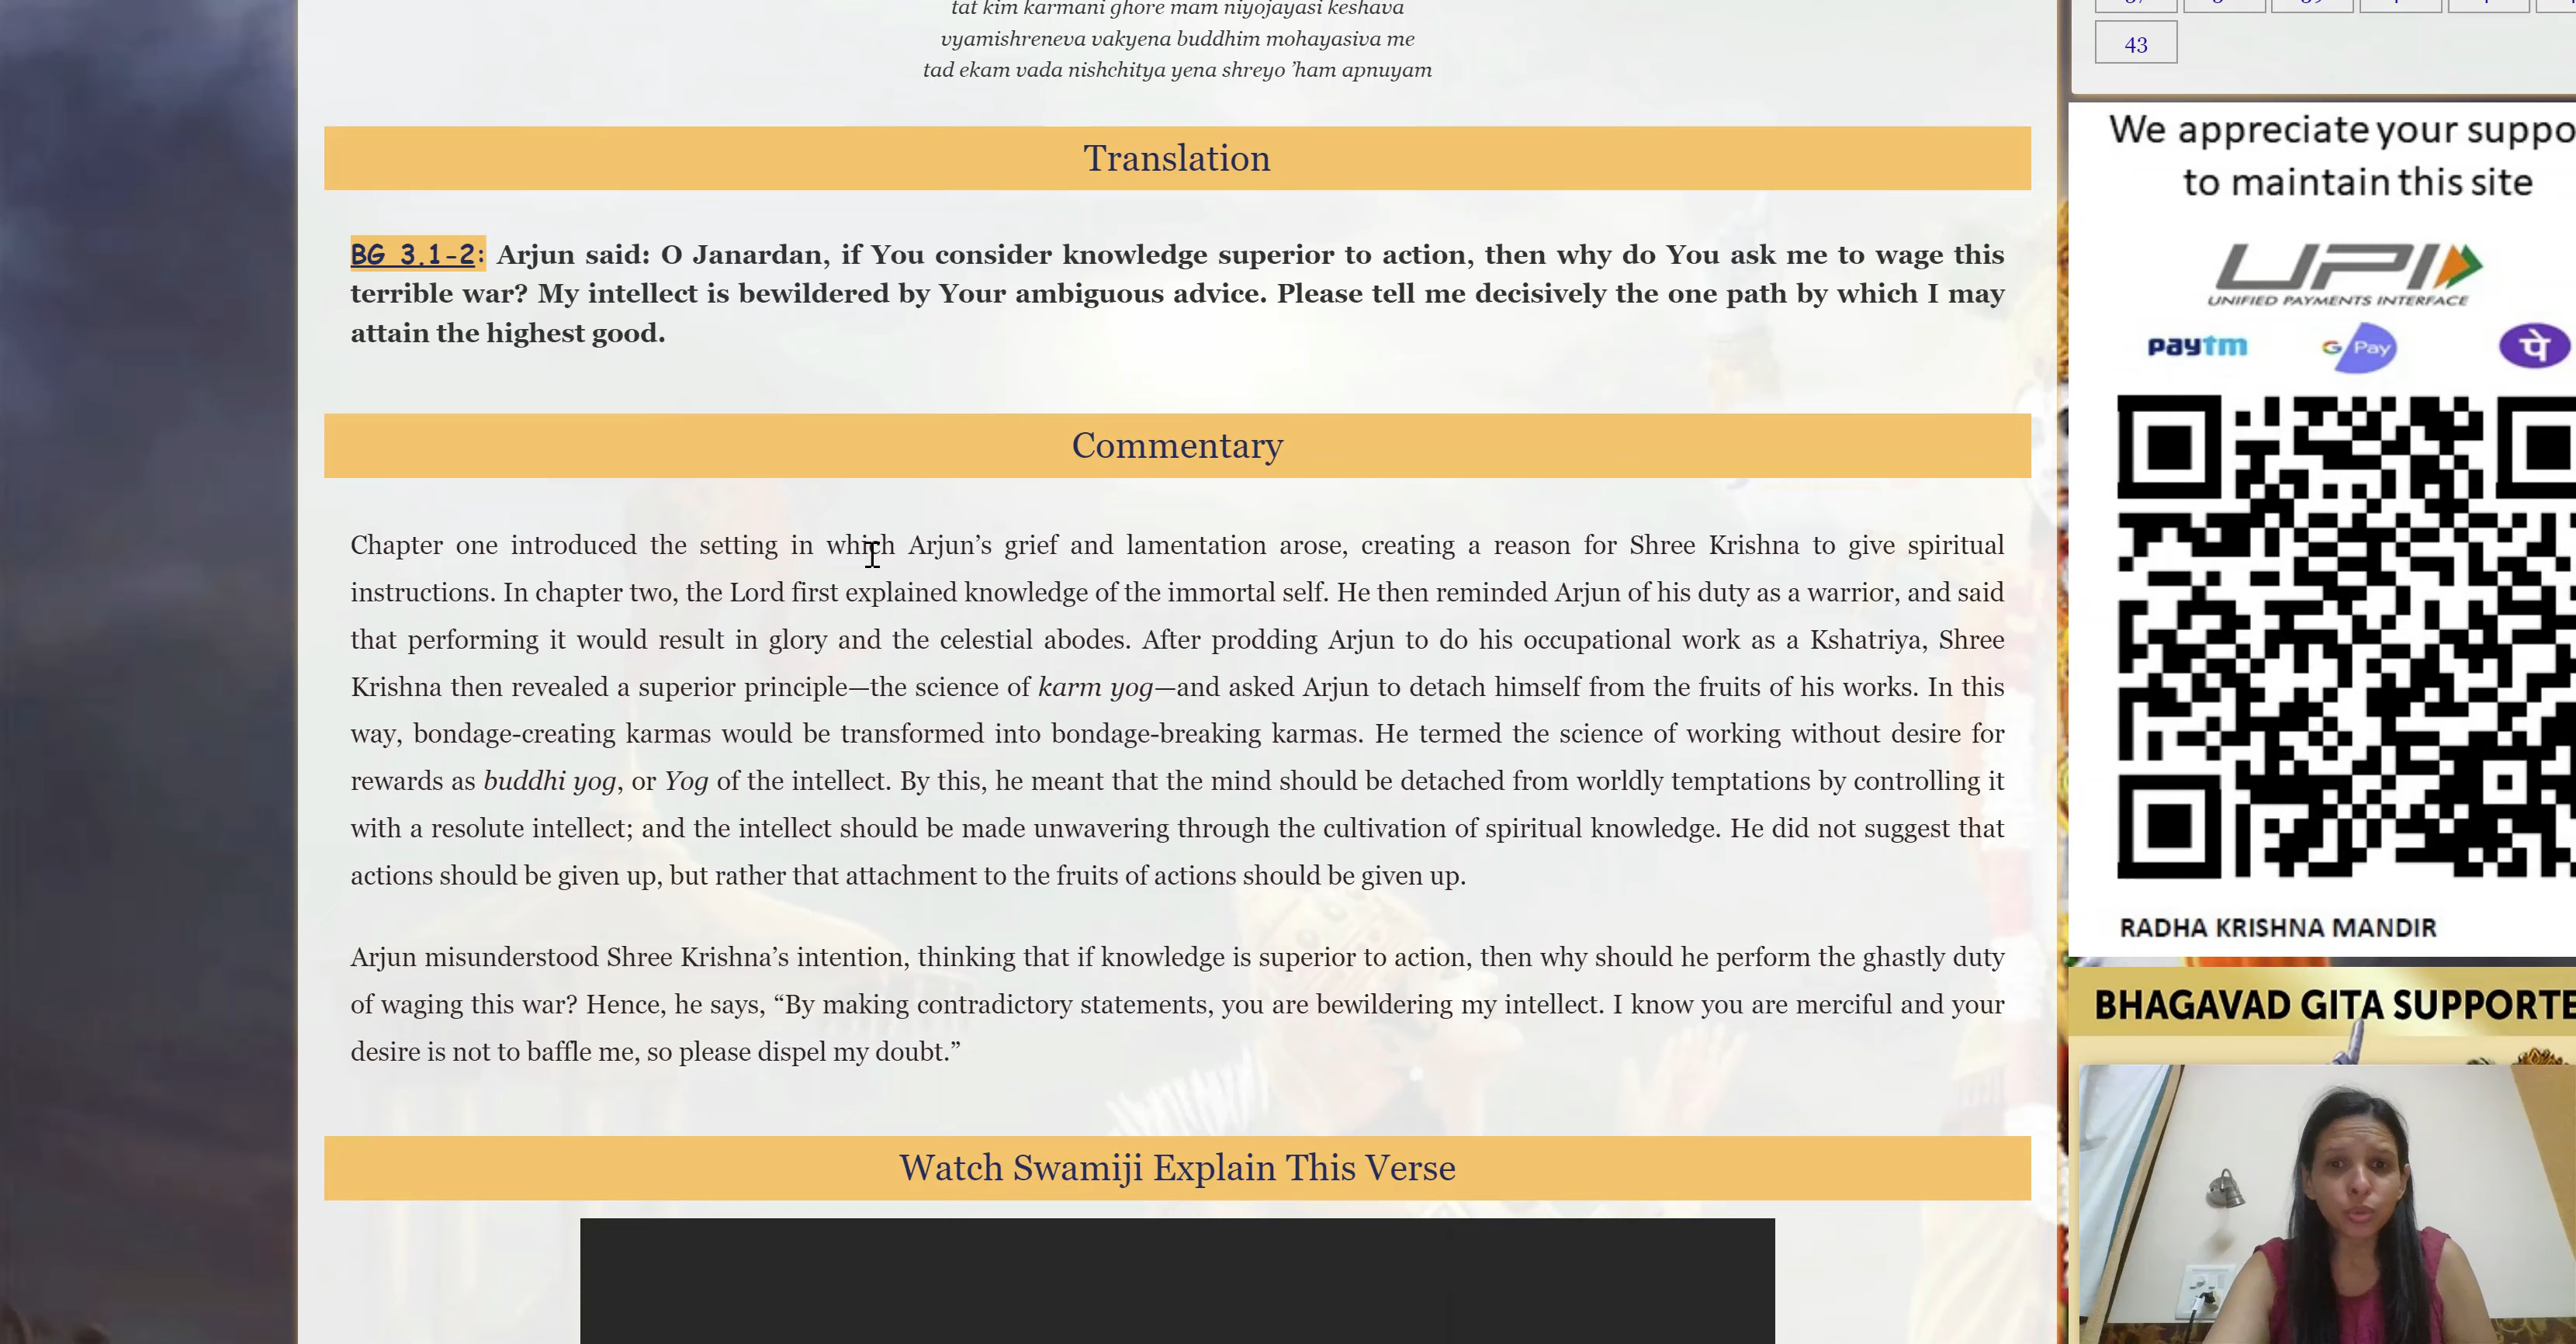 tat kim karmani ghore mam niyojayasi keshava
vyamishreneva vakyena buddhim mohayasiva me
tad ekam vada nishchitya yena shreyo ’ham apnuyam
Translation
BG 3.1-2: Arjun said: O Janardan, if You consider knowledge superior to action, then why do You ask me to wage this
terrible war? My intellect is bewildered by Your ambiguous advice. Please tell me decisively the one path by which I may
attain the highest good.
Commentary
Chapter one introduced the setting in which Arjun’s grief and lamentation arose, creating a reason for Shree Krishna to give spiritual
instructions. In chapter two, the Lord first explained knowledge of the immortal self. He then reminded Arjun of his duty as a warrior, and said
that performing it would result in glory and the celestial abodes. After prodding Arjun to do his occupational work as a Kshatriya, Shree
Krishna then revealed a superior principle—the science of karm yog—and asked Arjun to detach himself from the fruits of his works. In this
way, bondage-creating karmas would be transformed into bondage-breaking karmas. He termed the science of working without desire for
rewards as buddhi yog, or Yog of the intellect. By this, he meant that the mind should be detached from worldly temptations by controlling it
with a resolute intellect; and the intellect should be made unwavering through the cultivation of spiritual knowledge. He did not suggest that
actions should be given up, but rather that attachment to the fruits of actions should be given up.
Arjun misunderstood Shree Krishna’s intention, thinking that if knowledge is superior to action, then why should he perform the ghastly duty
of waging this war? Hence, he says, “By making contradictory statements, you are bewildering my intellect. I know you are merciful and your
desire is not to baffle me, so please dispel my doubt.”
Watch Swamiji Explain This Verse
43
We appreciate your suppo
to maintain this site
UPI
UNIFIED PAYMENTS INTERFACE
paytm G Pay पे
RADHA KRISHNA MANDIR
BHAGAVAD GITA SUPPORTE